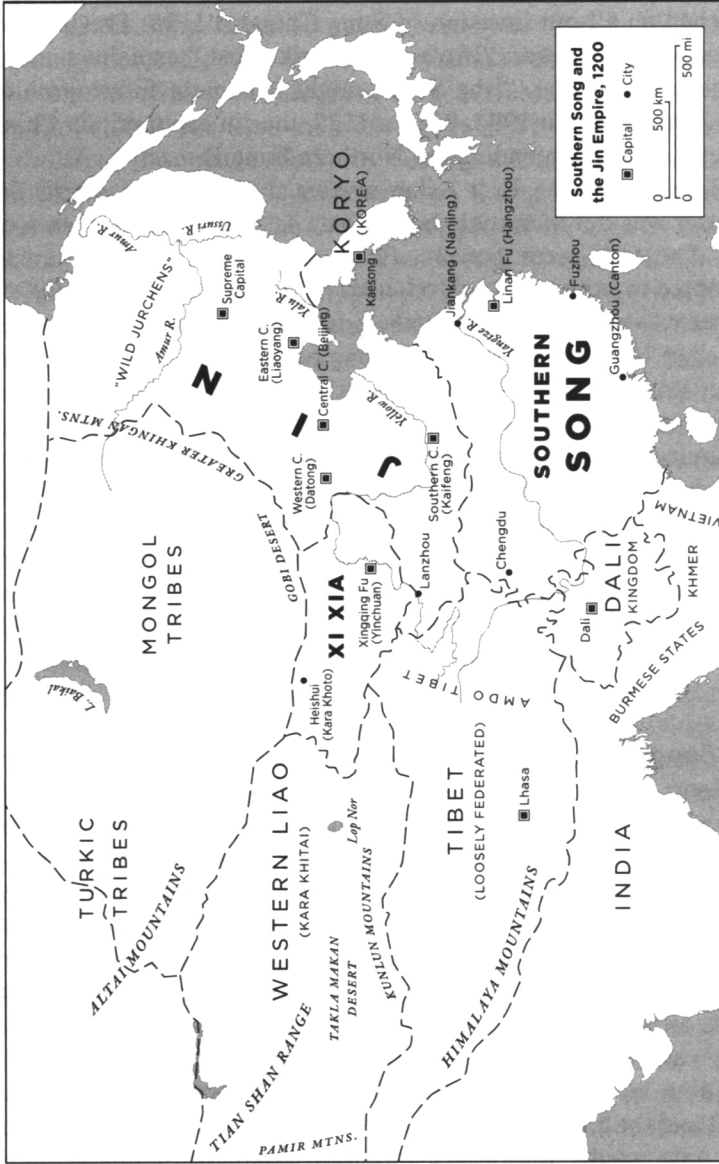 Southern Song and
the Jin Empire, 1200
Capital
City
0
500 km
0
500 mi
TURKIC
TRIBES
ALTAI MOUNTAINS
L. Baikal
MONGOL
TRIBES
GREATER KHINGAN MTNS.
"WILD JURCHENS"
Amur R.
Amur R.
Ussuri R.
Supreme
Capital
JIN
Eastern C.
(Liaoyang)
Yalu R.
Central C. (Beijing)
Western C.
(Datong)
GOBI DESERT
KORYO
(KOREA)
Kaesong
WESTERN LIAO
(KARA KHITAI)
TIAN SHAN RANGE
TAKLA MAKAN
DESERT
Lop Nor
KUNLUN MOUNTAINS
PAMIR MTNS.
Heishui
(Kara Khoto)
XI XIA
Xingqing Fu
(Yinchuan)
Lanzhou
Yellow R.
Southern C.
(Kaifeng)
TIBET
(LOOSELY FEDERATED)
Lhasa
AMDO
TIBET
HIMALAYA MOUNTAINS
Chengdu
SOUTHERN
SONG
Jiankang (Nanjing)
Yangze R.
Linan Fu (Hangzhou)
Fuzhou
Guangzhou (Canton)
DALI
KINGDOM
Dali
INDIA
BURMESE STATES
KHMER
VIETNAM